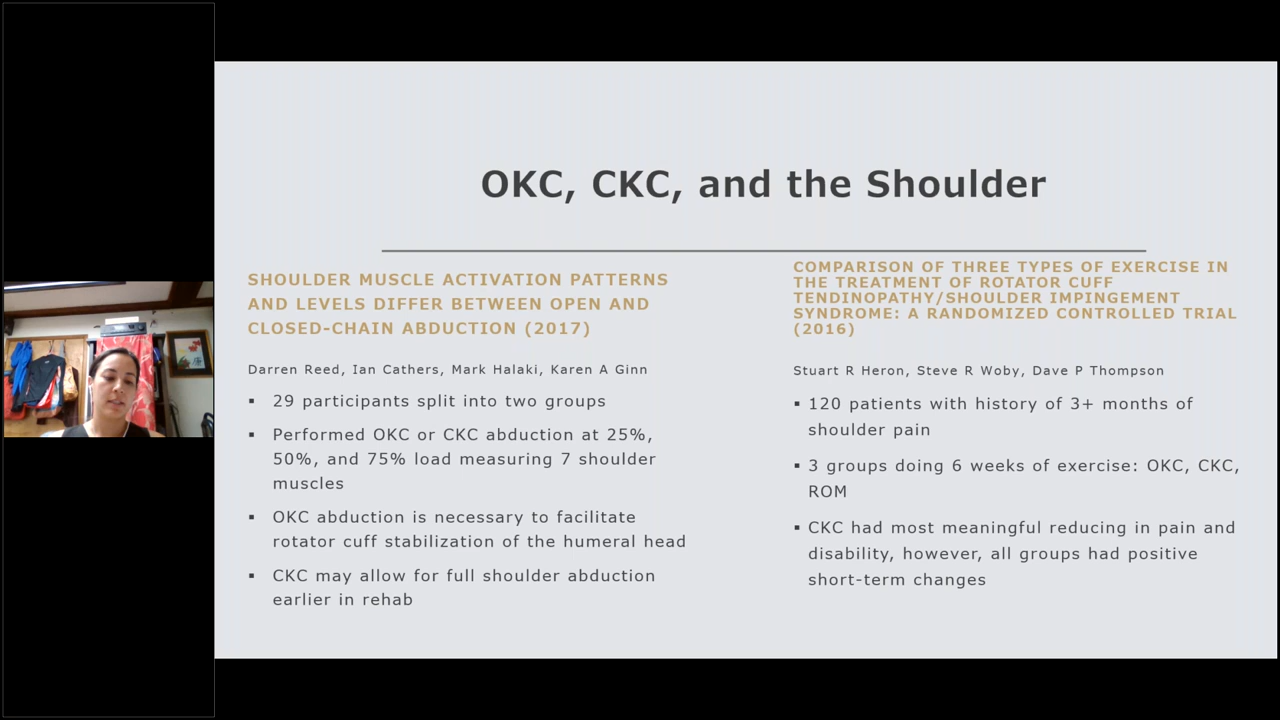 OKC, CKC, and the Shoulder
SHOULDER MUSCLE ACTIVATION PATTERNS
AND LEVELS DIFFER BETWEEN OPEN AND
CLOSED-CHAIN ABDUCTION (2017)
Darren Reed, Ian Cathers, Mark Halaki, Karen A Ginn
▪ 29 participants split into two groups
▪ Performed OKC or CKC abduction at 25%,
50%, and 75% load measuring 7 shoulder
muscles
▪ OKC abduction is necessary to facilitate
rotator cuff stabilization of the humeral head
▪ CKC may allow for full shoulder abduction
earlier in rehab
COMPARISON OF THREE TYPES OF EXERCISE IN
THE TREATMENT OF ROTATOR CUFF
TENDINOPATHY/SHOULDER IMPINGEMENT
SYNDROME: A RANDOMIZED CONTROLLED TRIAL
(2016)
Stuart R Heron, Steve R Woby, Dave P Thompson
▪ 120 patients with history of 3+ months of
shoulder pain
▪ 3 groups doing 6 weeks of exercise: OKC, CKC,
ROM
▪ CKC had most meaningful reducing in pain and
disability, however, all groups had positive
short-term changes